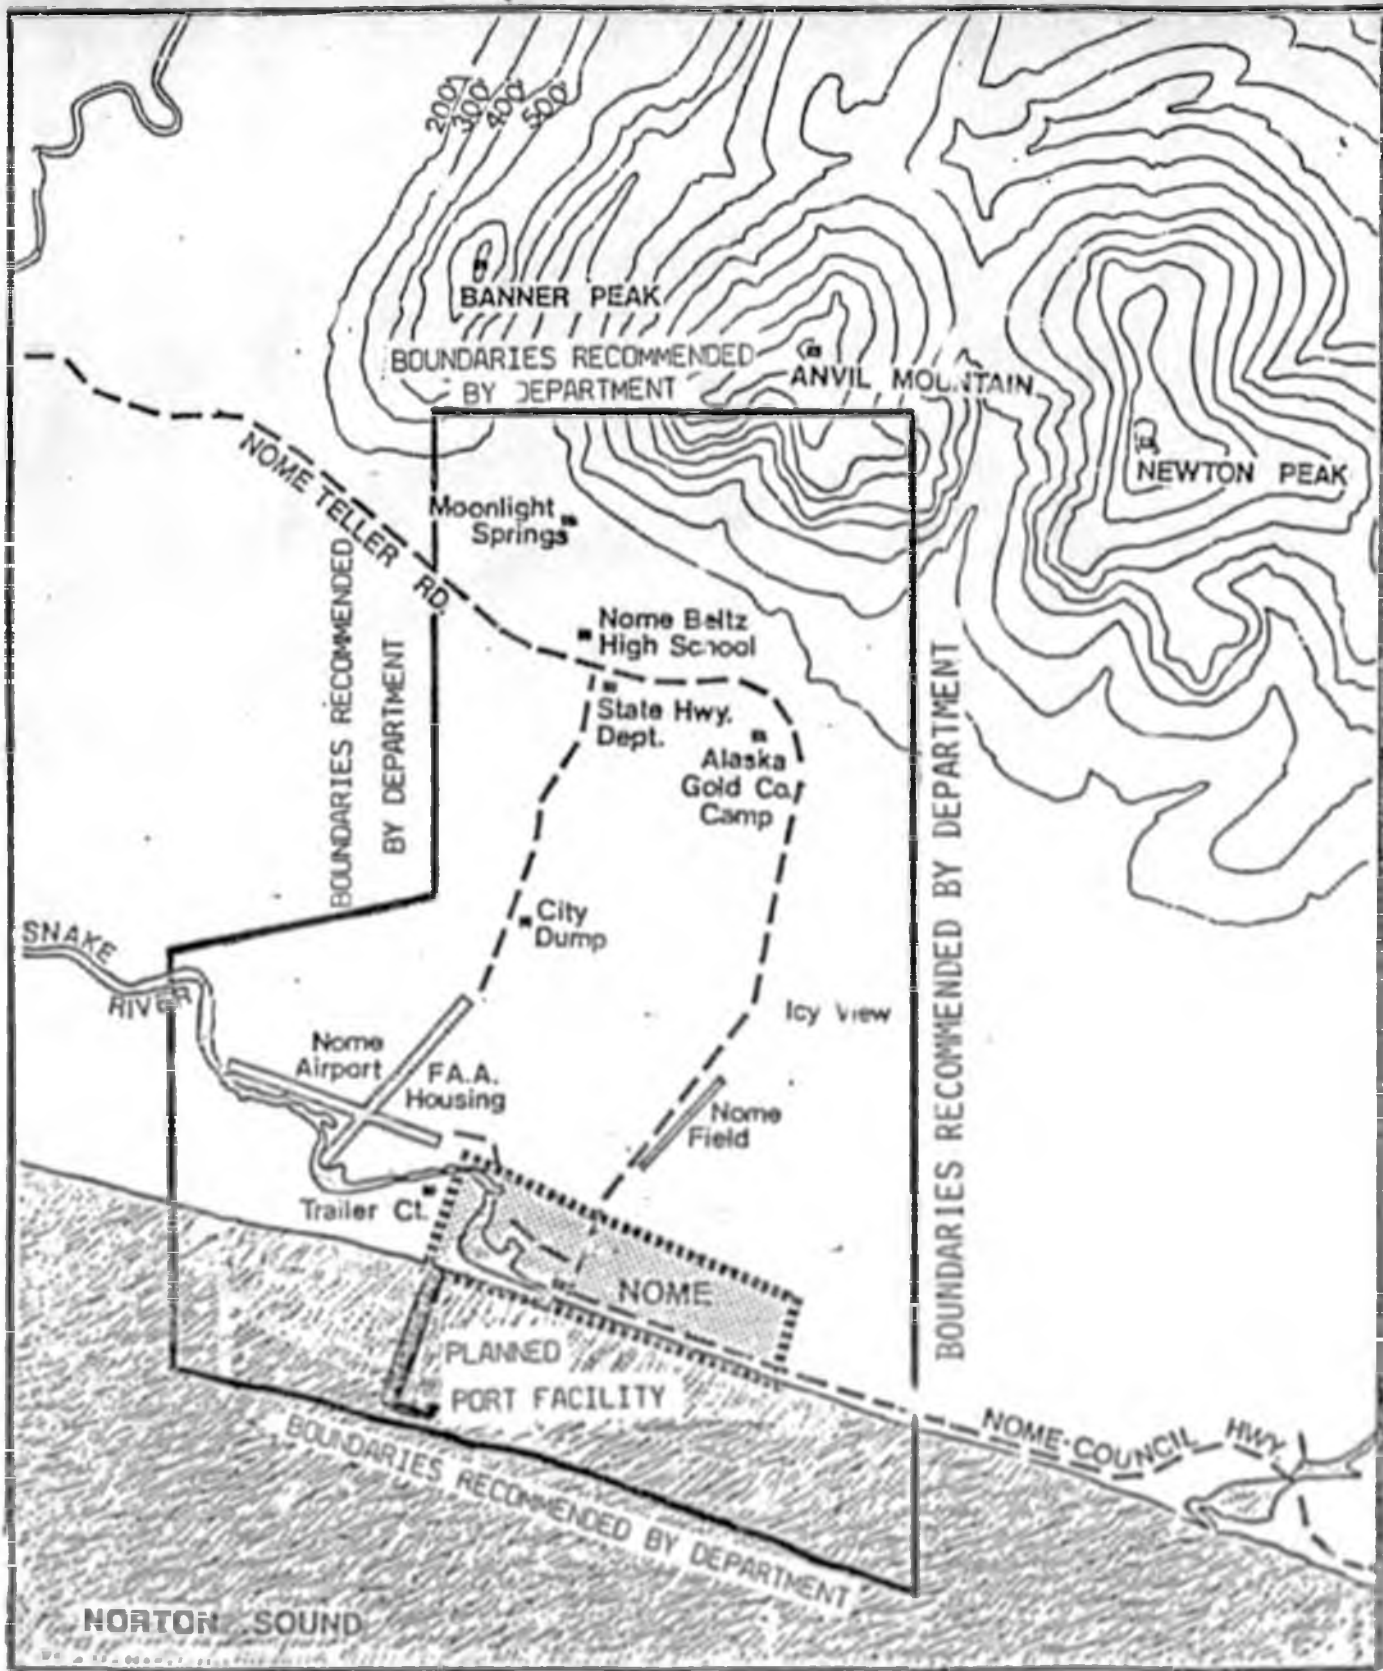 200'
300'
400'
500'
BANNER PEAK
BOUNDARIES RECOMMENDED
BY DEPARTMENT
ANVIL MOUNTAIN
NEWTON PEAK
NOME TELLER RD.
Moonlight
Springs
BOUNDARIES RECOMMENDED
BY DEPARTMENT
Nome Beltz
High School
State Hwy.
Dept.
Alaska
Gold Co.
Camp
BOUNDARIES RECOMMENDED BY DEPARTMENT
City
Dump
SNAKE
RIVER
Icy View
Nome
Airport
F.A.A.
Housing
Nome
Field
Trailer Ct.
NOME
PLANNED
PORT FACILITY
NOME-COUNCIL HWY
BOUNDARIES RECOMMENDED BY DEPARTMENT
NORTON SOUND